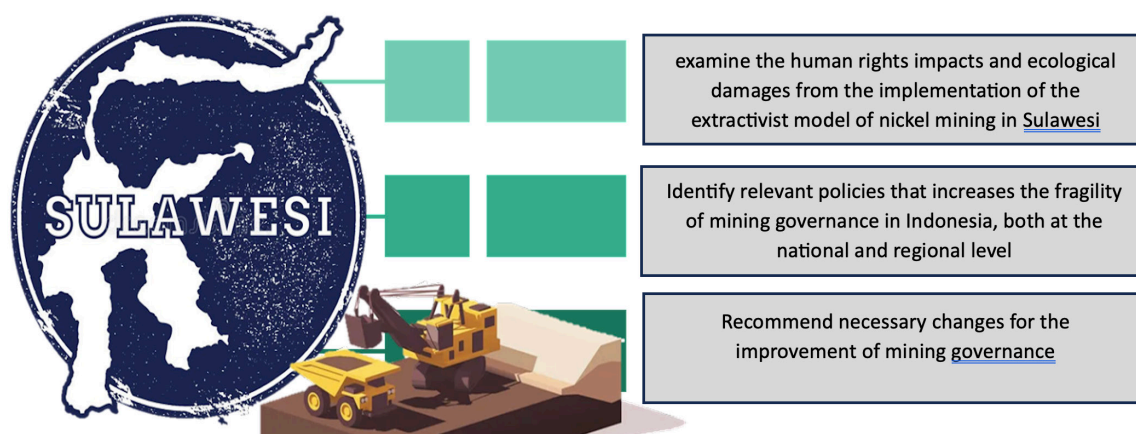 SULAWESI
examine the human rights impacts and ecological
damages from the implementation of the
extractivist model of nickel mining in Sulawesi
Identify relevant policies that increases the fragility
of mining governance in Indonesia, both at the
national and regional level
Recommend necessary changes for the
improvement of mining governance